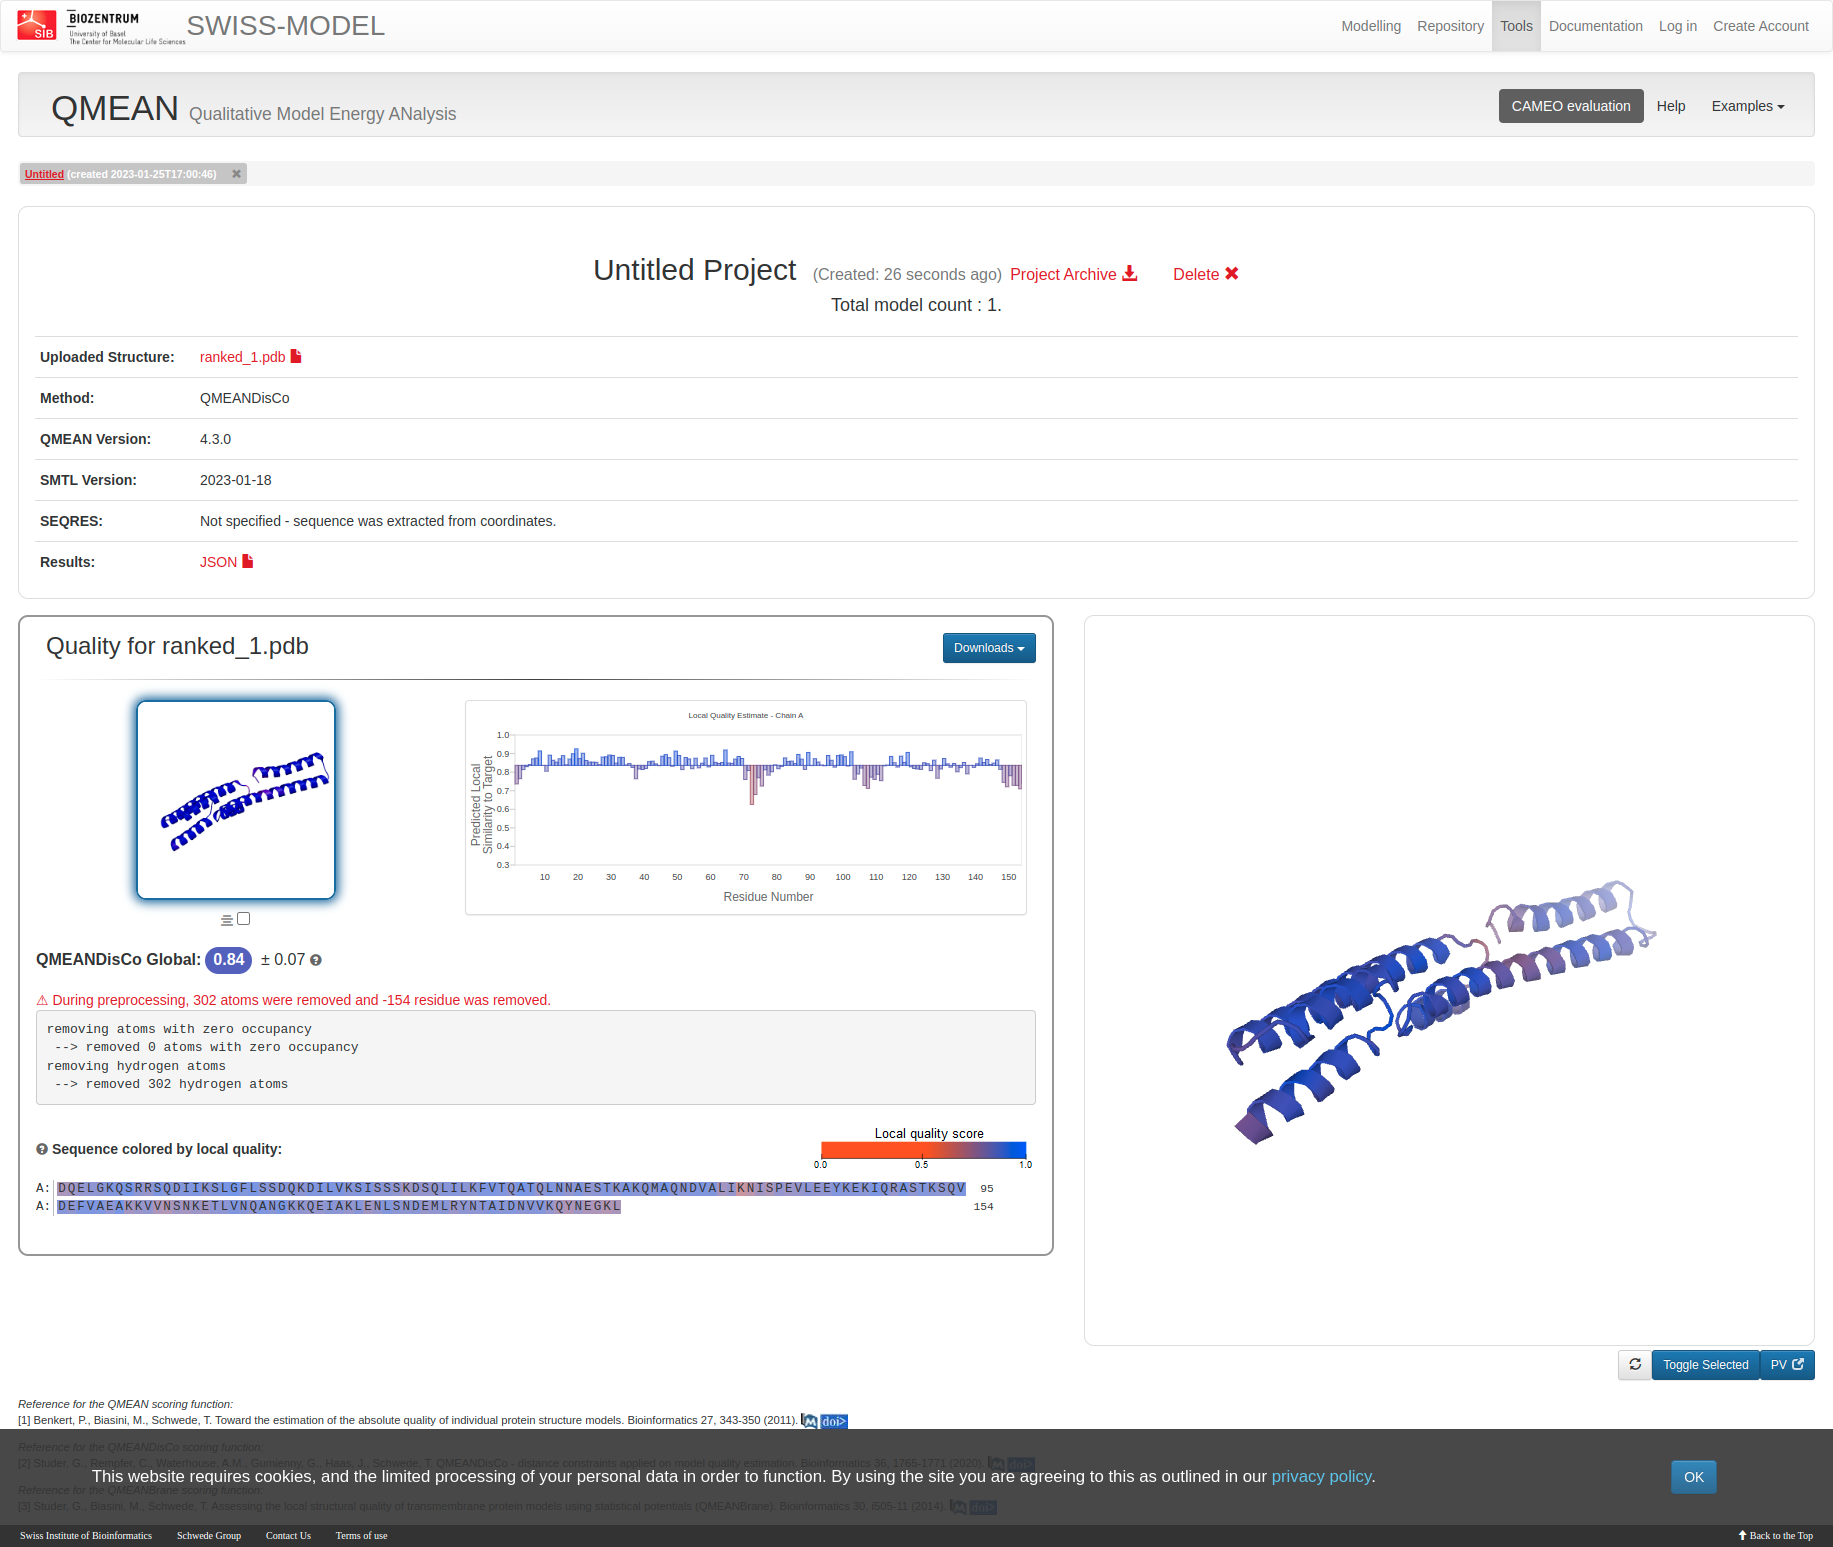 SIB
BIOZENTRUM
University of Basel
The Center for Molecular Life Sciences
SWISS-MODEL
Modelling Repository Tools Documentation Log in Create Account
QMEAN Qualitative Model Energy ANalysis
CAMEO evaluation Help Examples
Untitled (created 2023-01-25T17:00:46) ✖
Untitled Project (Created: 26 seconds ago) Project Archive Delete ✖
Total model count : 1.
Uploaded Structure: ranked_1.pdb
Method: QMEANDisCo
QMEAN Version: 4.3.0
SMTL Version: 2023-01-18
SEQRES: Not specified - sequence was extracted from coordinates.
Results: JSON
Quality for ranked_1.pdb
Downloads
Local Quality Estimate - Chain A
Predicted Local
Similarity to Target
1.0
0.9
0.8
0.7
0.6
0.5
0.4
0.3
10 20 30 40 50 60 70 80 90 100 110 120 130 140 150
Residue Number
QMEANDisCo Global: 0.84 ± 0.07
⚠ During preprocessing, 302 atoms were removed and -154 residue was removed.
removing atoms with zero occupancy
--> removed 0 atoms with zero occupancy
removing hydrogen atoms
--> removed 302 hydrogen atoms
Sequence colored by local quality:
Local quality score
0.0 0.5 1.0
A: DQELGKQSRRSQDIIKSLGFLSSDQKDILVKSISSSKDSQLILKFVTQATQLNNAESTKAKQMAQNDVALIKNISPEVLEEYKEKIQRASTKSQV 95
A: DEFVAEAKKVVNSNKETLVNQANGKKQEIAKLENLSNDEMLRYNTAIDNVVKQYNEGKL 154
Toggle Selected PV
Reference for the QMEAN scoring function:
[1] Benkert, P., Biasini, M., Schwede, T. Toward the estimation of the absolute quality of individual protein structure models. Bioinformatics 27, 343-350 (2011). M doi>
Reference for the QMEANDisCo scoring function:
[2] Studer, G., Rempfer, C., Waterhouse, A.M., Gumienny, G., Haas, J., Schwede, T. QMEANDisCo - distance constraints applied on model quality estimation. Bioinformatics 36, 1765-1771 (2020). M doi>
This website requires cookies, and the limited processing of your personal data in order to function. By using the site you are agreeing to this as outlined in our privacy policy. OK
Reference for the QMEANBrane scoring function:
[3] Studer, G., Biasini, M., Schwede, T. Assessing the local structural quality of transmembrane protein models using statistical potentials (QMEANBrane). Bioinformatics 30, i505-11 (2014). M doi>
Swiss Institute of Bioinformatics Schwede Group Contact Us Terms of use Back to the Top